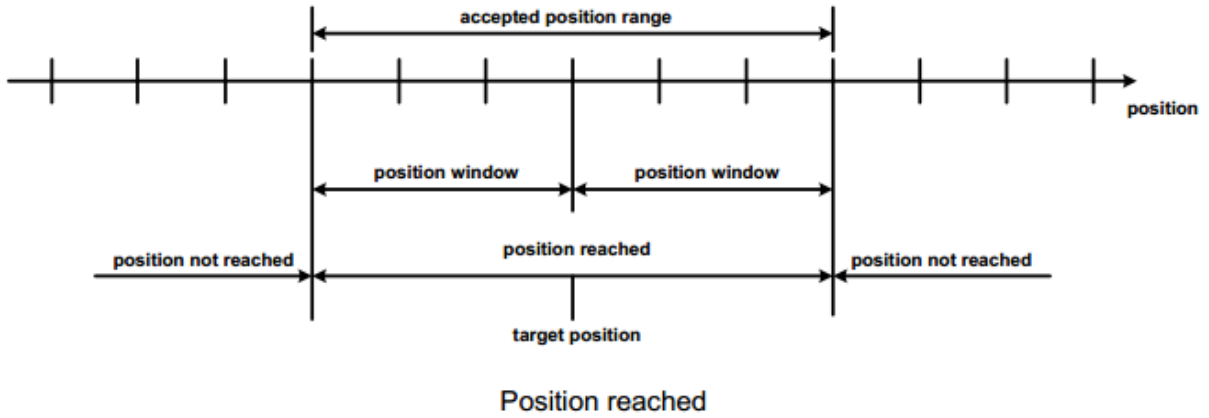 accepted position range
position
position window
position window
position not reached
position reached
position not reached
target position
Position reached